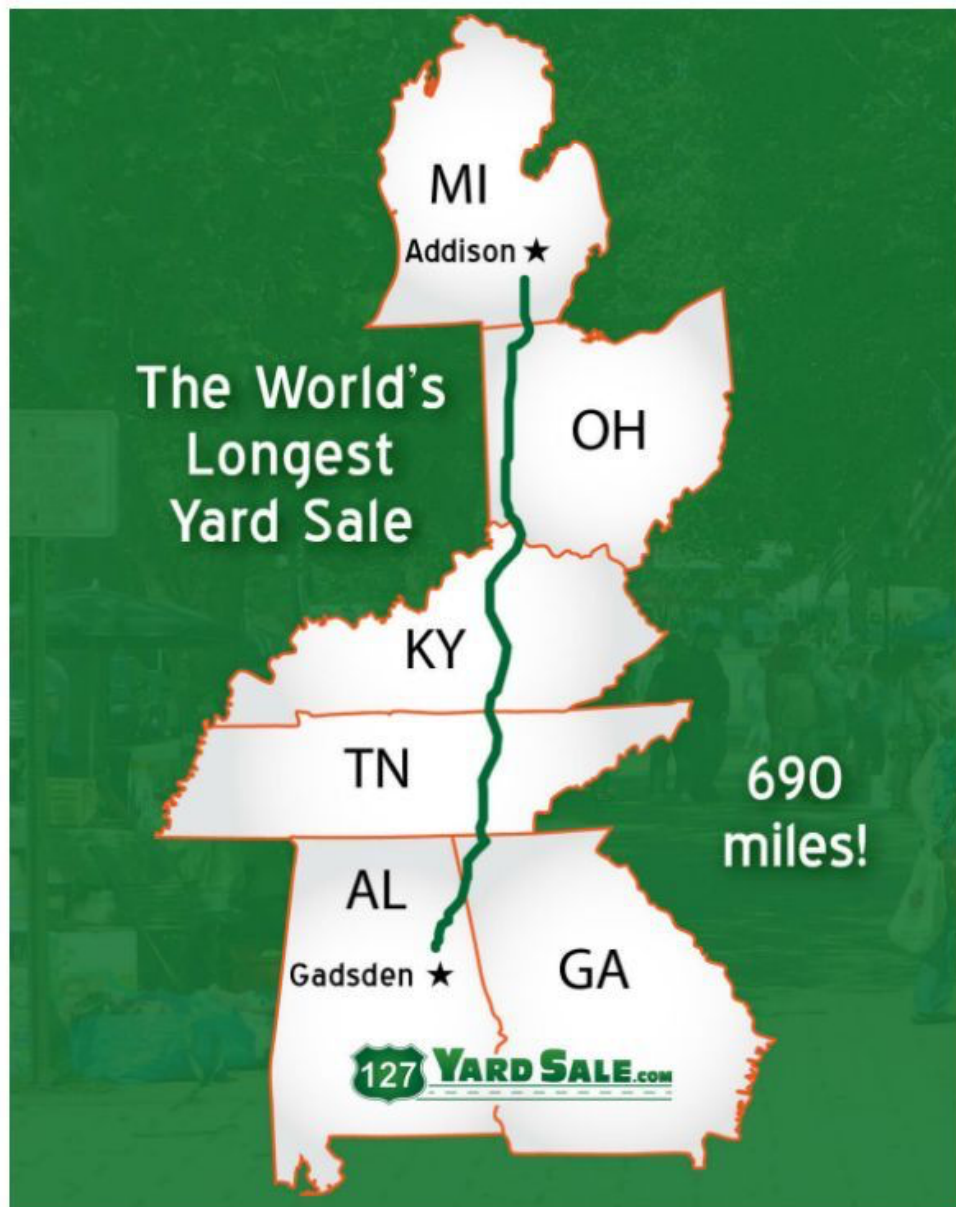 MI
Addison
The World's
Longest
Yard Sale
OH
KY
TN
690
miles!
AL
Gadsden
GA
127 YARD SALE.COM